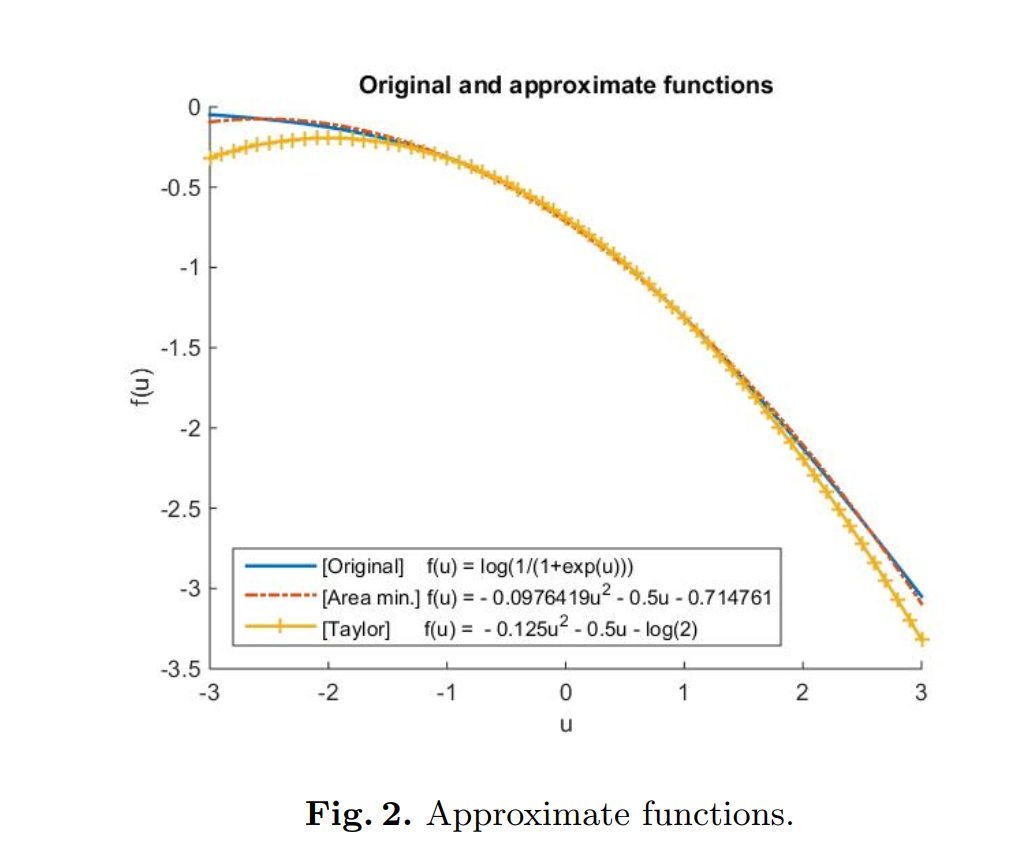 Original and approximate functions
0
-0.5
-1
-1.5
-2
-2.5
-3
-3.5
f(u)
[Original] f(u) = log(1/(1+exp(u)))
[Area min.] f(u) = - 0.0976419u² - 0.5u - 0.714761
[Taylor] f(u) = - 0.125u² - 0.5u - log(2)
-3 -2 -1 0 1 2 3
u
Fig. 2. Approximate functions.